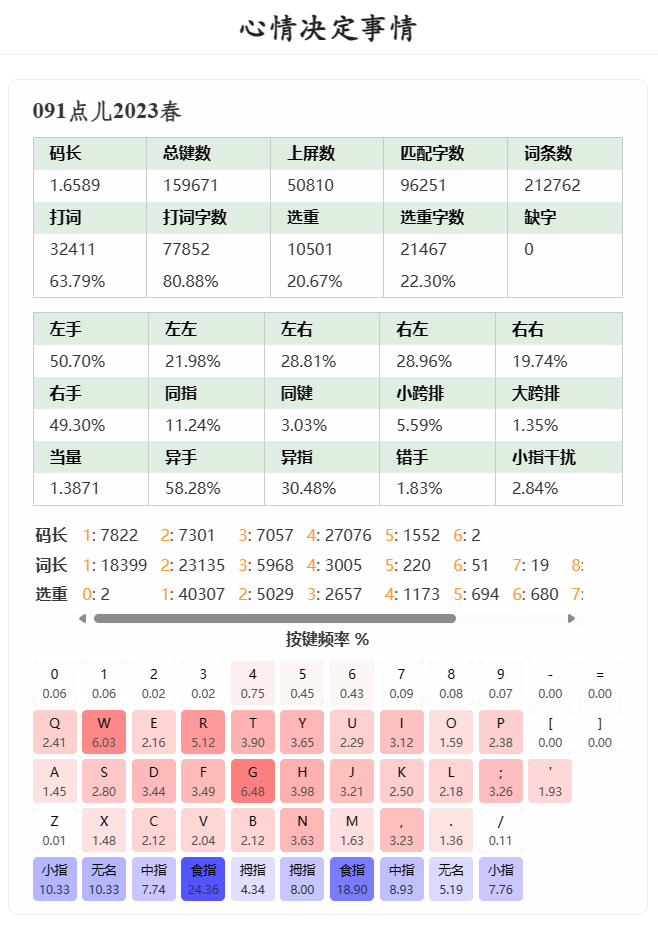 心情决定事情
091点儿2023春
码长 总键数 上屏数 匹配字数 词条数
1.6589 159671 50810 96251 212762
打词 打词字数 选重 选重字数 缺字
32411 77852 10501 21467 0
63.79% 80.88% 20.67% 22.30%
左手 左左 左右 右左 右右
50.70% 21.98% 28.81% 28.96% 19.74%
右手 同指 同键 小跨排 大跨排
49.30% 11.24% 3.03% 5.59% 1.35%
当量 异手 异指 错手 小指干扰
1.3871 58.28% 30.48% 1.83% 2.84%
码长 1: 7822 2: 7301 3: 7057 4: 27076 5: 1552 6: 2
词长 1: 18399 2: 23135 3: 5968 4: 3005 5: 220 6: 51 7: 19 8:
选重 0: 2 1: 40307 2: 5029 3: 2657 4: 1173 5: 694 6: 680 7:
按键频率 %
0 1 2 3 4 5 6 7 8 9 - =
0.06 0.06 0.02 0.02 0.75 0.45 0.43 0.09 0.08 0.07 0.00 0.00
Q W E R T Y U I O P [ ]
2.41 6.03 2.16 5.12 3.90 3.65 2.29 3.12 1.59 2.38 0.00 0.00
A S D F G H J K L ; '
1.45 2.80 3.44 3.49 6.48 3.98 3.21 2.50 2.18 3.26 1.93
Z X C V B N M , . /
0.01 1.48 2.12 2.04 2.12 3.63 1.63 3.23 1.36 0.11
小指 无名 中指 食指 拇指 拇指 食指 中指 无名 小指
10.33 10.33 7.74 24.36 4.34 8.00 18.90 8.93 5.19 7.76